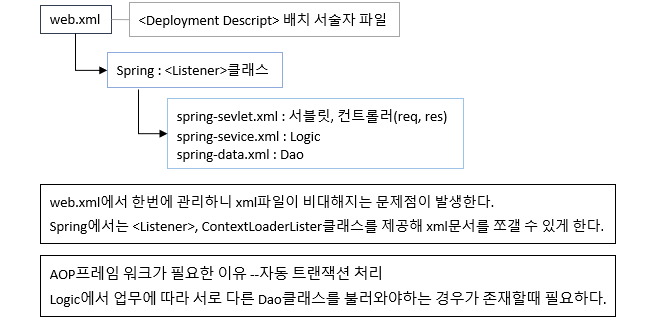 web.xml
<Deployment Descript> 배치 서술자 파일
Spring : <Listener>클래스
spring-sevlet.xml : 서블릿, 컨트롤러(req, res)
spring-sevice.xml : Logic
spring-data.xml : Dao
web.xml에서 한번에 관리하니 xml파일이 비대해지는 문제점이 발생한다.
Spring에서는 <Listener>, ContextLoaderLister클래스를 제공해 xml문서를 쪼갤 수 있게 한다.
AOP프레임 워크가 필요한 이유 --자동 트랜잭션 처리
Logic에서 업무에 따라 서로 다른 Dao클래스를 불러와야하는 경우가 존재할때 필요하다.